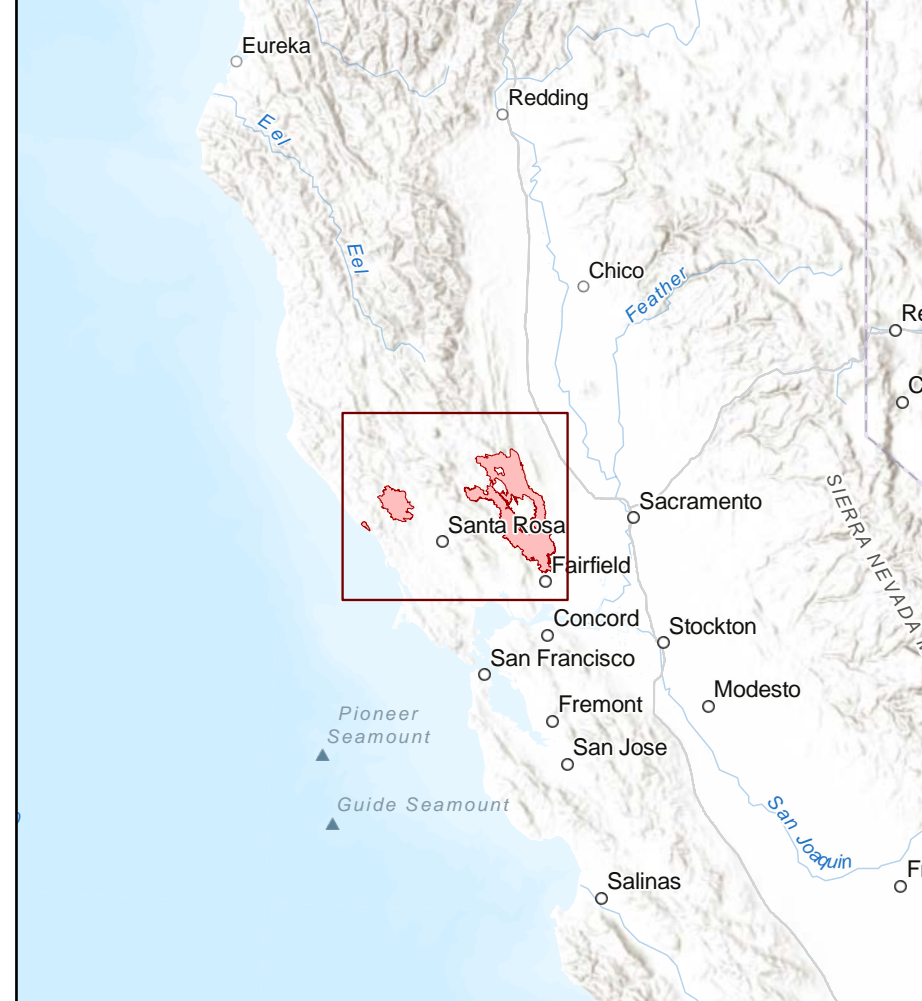 Eureka
Redding
Eel
Eel
Chico
Feather
Re
C
Sacramento
Santa Rosa
SIERRA NEVADA M
Fairfield
Concord
Stockton
San Francisco
Modesto
Fremont
Pioneer
Seamount
San Jose
Guide Seamount
San Joaquin
Salinas